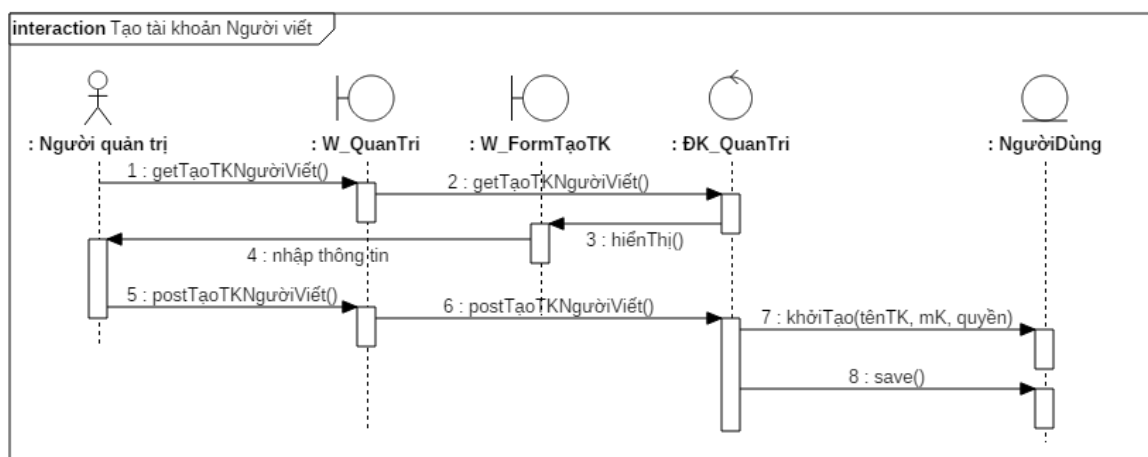 interaction Tạo tài khoản Người viết
: Người quản trị
: W_QuanTri
: W_FormTạoTK
: ĐK_QuanTri
: NgườiDùng
1 : getTạoTKNgườiViết()
2 : getTạoTKNgườiViết()
3 : hiểnThị()
4 : nhập thông tin
5 : postTạoTKNgườiViết()
6 : postTạoTKNgườiViết()
7 : khởiTạo(tênTK, mK, quyền)
8 : save()